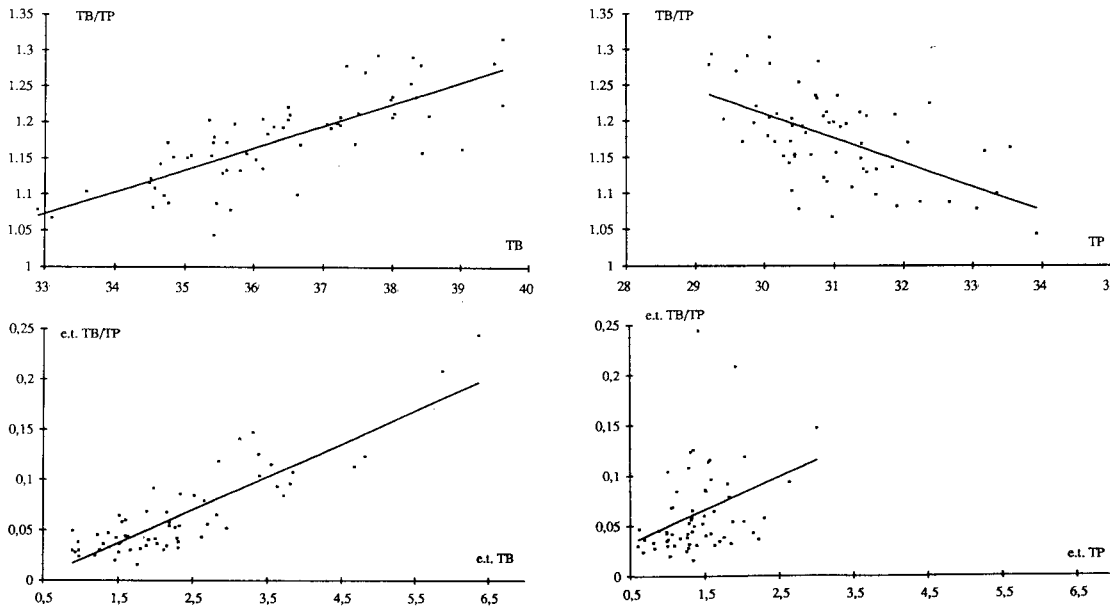 TB/TP
1.35
1.3
1.25
1.2
1.15
1.1
1.05
1
TB
33 34 35 36 37 38 39 40
TB/TP
1.35
1.3
1.25
1.2
1.15
1.1
1.05
1
TP
28 29 30 31 32 33 34 3
e.t. TB/TP
0,25
0,2
0,15
0,1
0,05
0
e.t. TB
0,5 1,5 2,5 3,5 4,5 5,5 6,5
e.t. TB/TP
0,25
0,2
0,15
0,1
0,05
0
e.t. TP
0,5 1,5 2,5 3,5 4,5 5,5 6,5